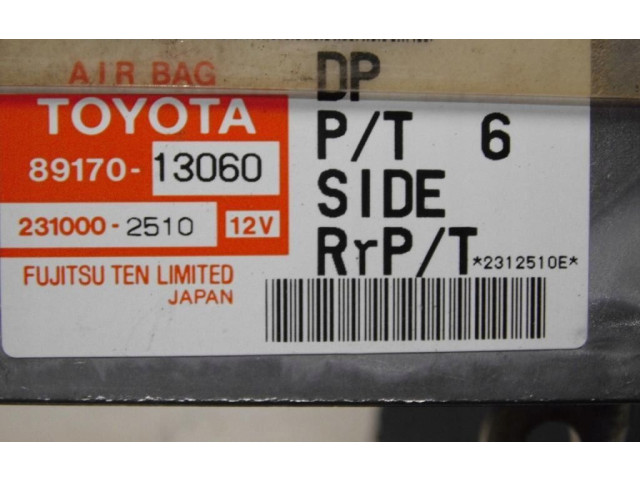 AIR BAG
TOYOTA
89170-13060
231000-2510 12V
FUJITSU TEN LIMITED
JAPAN
DP
P/T 6
SIDE
RrP/T
*2312510E*